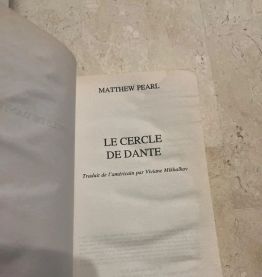 MATTHEW PEARL
LE CERCLE
DE DANTE
Traduit de l'américain par Viviane Mikhalkov